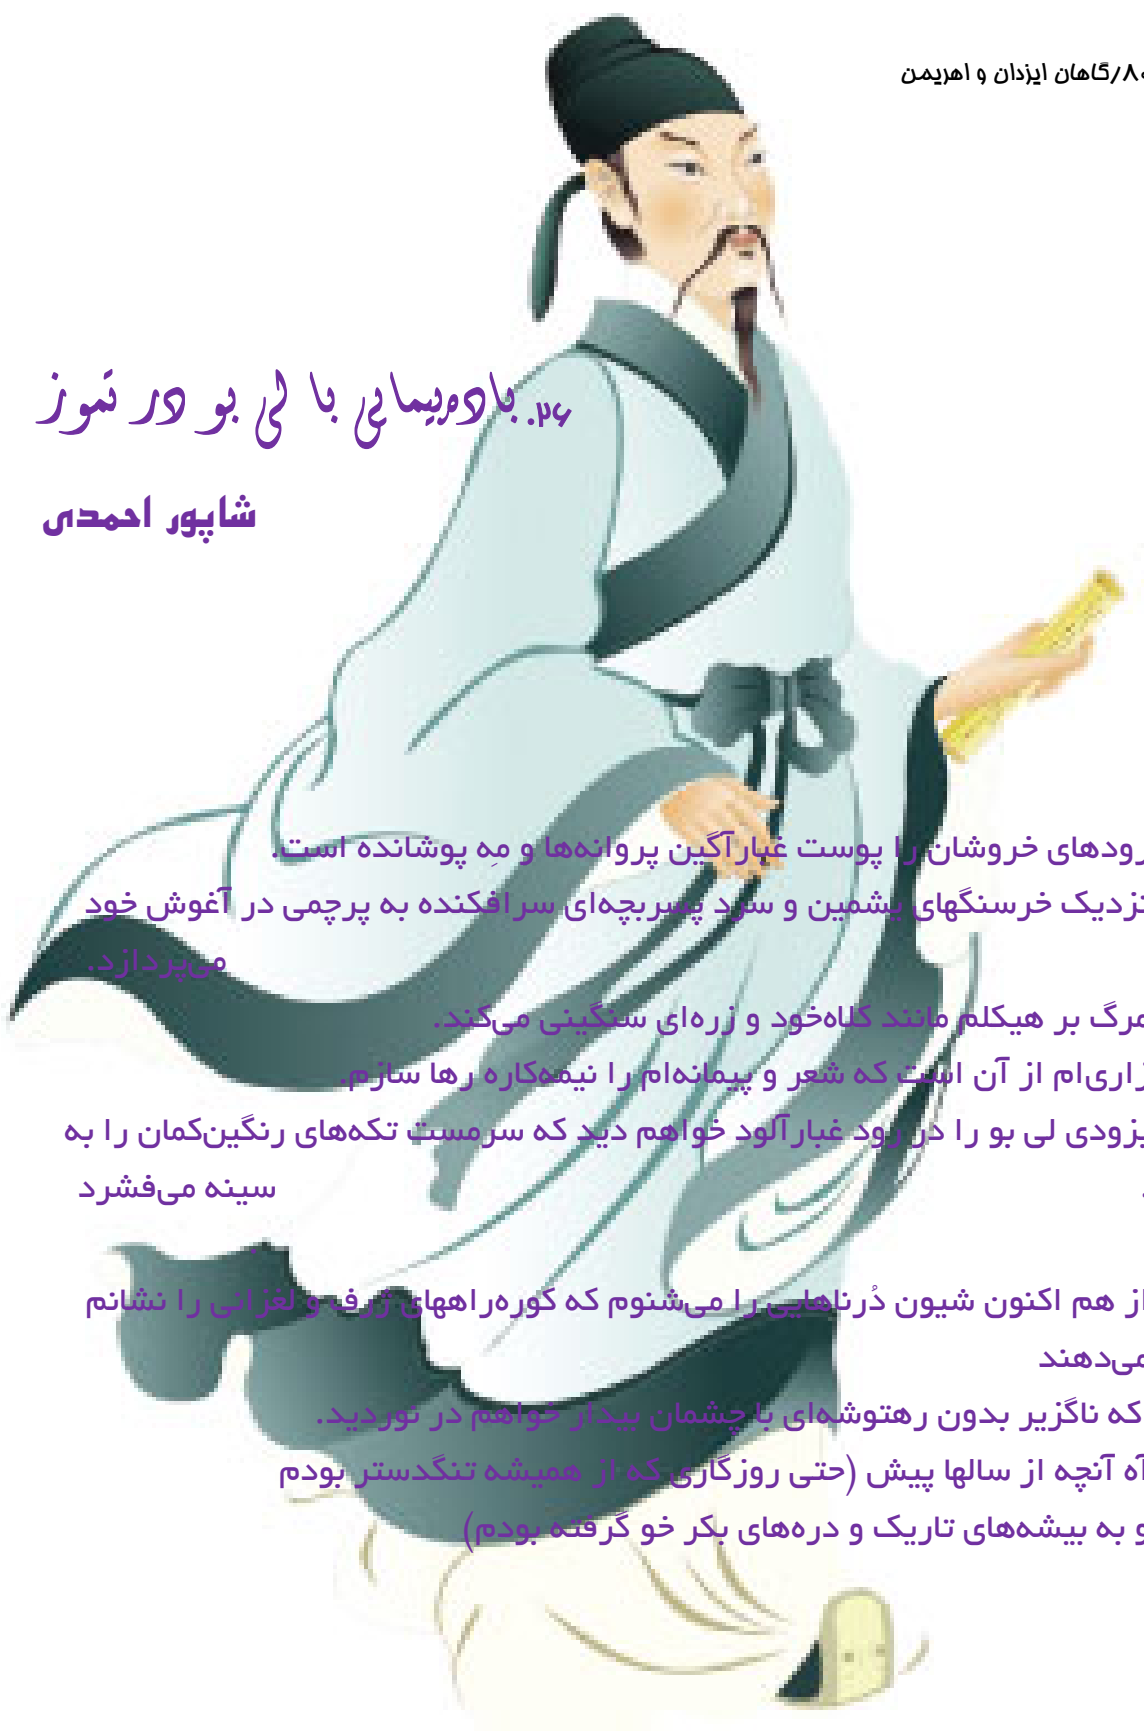 ۸۰/گاهان ایزدان و اهریمن
۲۶. باده‌پیمایی با لی بو در تموز
شاپور احمدی
رودهای خروشان را پوست غبارآگین پروانه‌ها و مِه پوشانده است.
نزدیک خرسنگهای پشمین و سرد پسربچه‌ای سرافکنده به پرچمی در آغوش خود
می‌پردازد.
مرگ بر هیکلم مانند کلاه‌خود و زره‌ای سنگینی می‌کند.
زاری‌ام از آن است که شعر و پیمانه‌ام را نیمه‌کاره رها سازم.
بزودی لی بو را در رود غبارآلود خواهم دید که سرمست تکه‌های رنگین‌کمان را به
سینه می‌فشرد
.
از هم اکنون شیون دُرناهایی را می‌شنوم که کوره‌راههای ژرف و لغزانی را نشانم
می‌دهند
که ناگزیر بدون رهتوشه‌ای با چشمان بیدار خواهم در نوردید.
آه آنچه از سالها پیش (حتی روزگاری که از همیشه تنگدستر بودم
و به بیشه‌های تاریک و دره‌های بکر خو گرفته بودم)